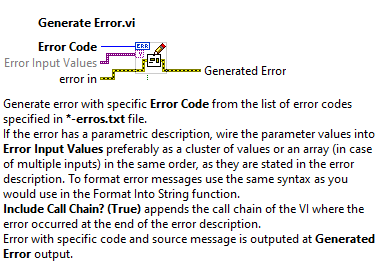 Generate Error.vi
Error Code
ERR
Error Input Values
error in
Generated Error
Generate error with specific Error Code from the list of error codes
specified in *-erros.txt file.
If the error has a parametric description, wire the parameter values into
Error Input Values preferably as a cluster of values or an array (in case
of multiple inputs) in the same order, as they are stated in the error
description. To format error messages use the same syntax as you
would use in the Format Into String function.
Include Call Chain? (True) appends the call chain of the VI where the
error occurred at the end of the error description.
Error with specific code and source message is outputed at Generated
Error output.